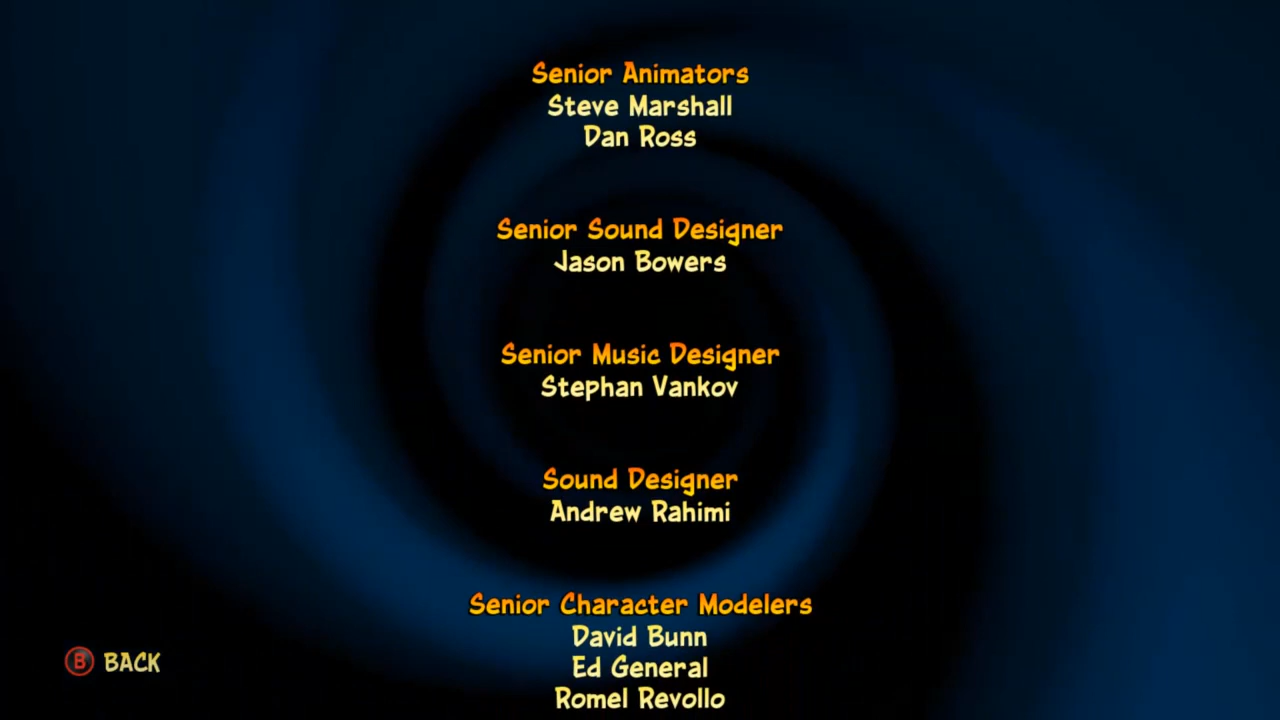 Senior Animators
Steve Marshall
Dan Ross
Senior Sound Designer
Jason Bowers
Senior Music Designer
Stephan Vankov
Sound Designer
Andrew Rahimi
Senior Character Modelers
David Bunn
Ed General
Romel Revollo
B BACK